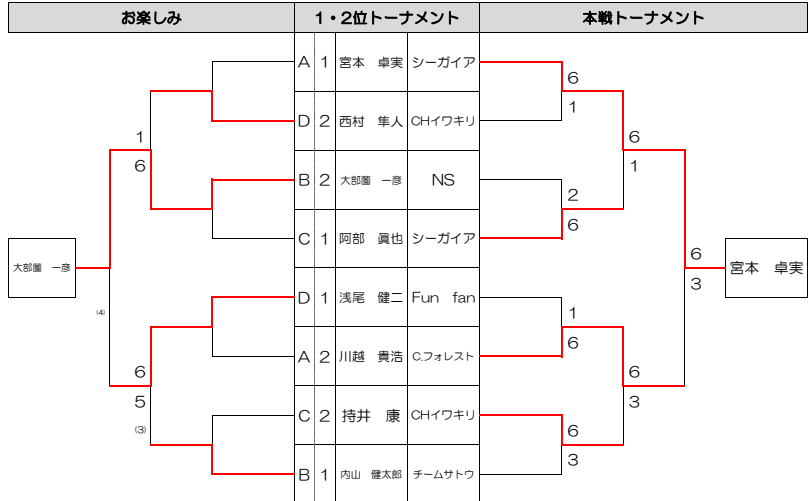 お楽しみ 1・2位トーナメント 本戦トーナメント
A 1 宮本 卓実 シーガイア
6
D 2 西村 隼人 CHイワキリ 1
1 6
6 1
B 2 大部薗 一彦 NS
2
C 1 阿部 眞也 シーガイア 6
大部薗 一彦 6 宮本 卓実
3
D 1 浅尾 健二 Fun fan
(4) 1
A 2 川越 貴浩 C.フォレスト 6
6 6
5 3
C 2 持井 康 CHイワキリ
(3) 6
B 1 内山 健太郎 チームサトウ 3